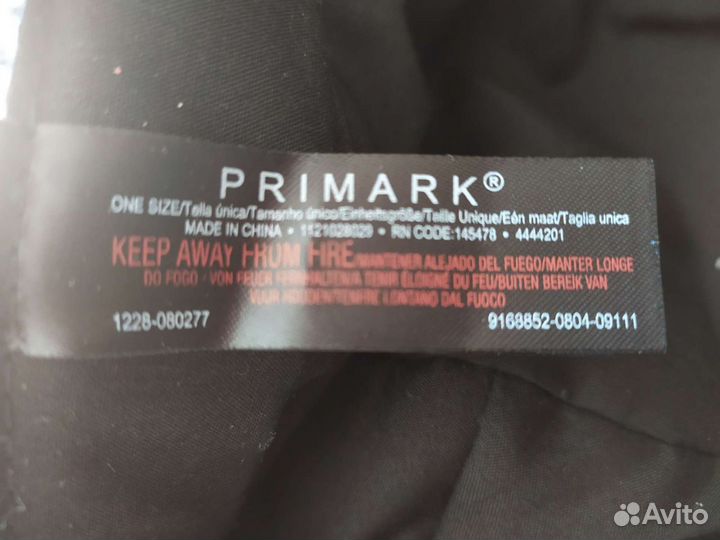 PRIMARK®
ONE SIZE/Talla única/Tamanho único/Einheitsgröße/Taille Unique/Eén maat/Taglia unica
MADE IN CHINA • • RN CODE: 145478 • 4444201
KEEP AWAY FROM FIRE/MANTENER ALEJADO DEL FUEGO/MANTER LONGE
DO FOGO - VON FEUER FERNHALTEN/A TENIR ÉLOIGNÉ DU FEU/BUITEN BEREIK VAN
VUUR HOUDEN/TENERE LONTANO DAL FUOCO
1228-080277
9168852-0804-09111
Avito